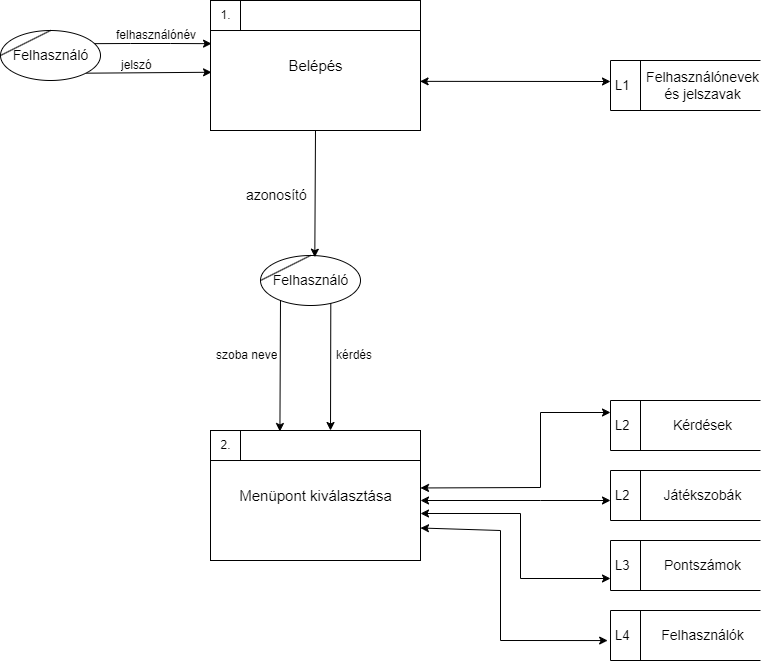 1.
felhasználónév
Felhasználó
jelszó
Belépés
L1
Felhasználónevek
és jelszavak
azonosító
Felhasználó
szoba neve
kérdés
2.
Menüpont kiválasztása
L2
Kérdések
L2
Játékszobák
L3
Pontszámok
L4
Felhasználók